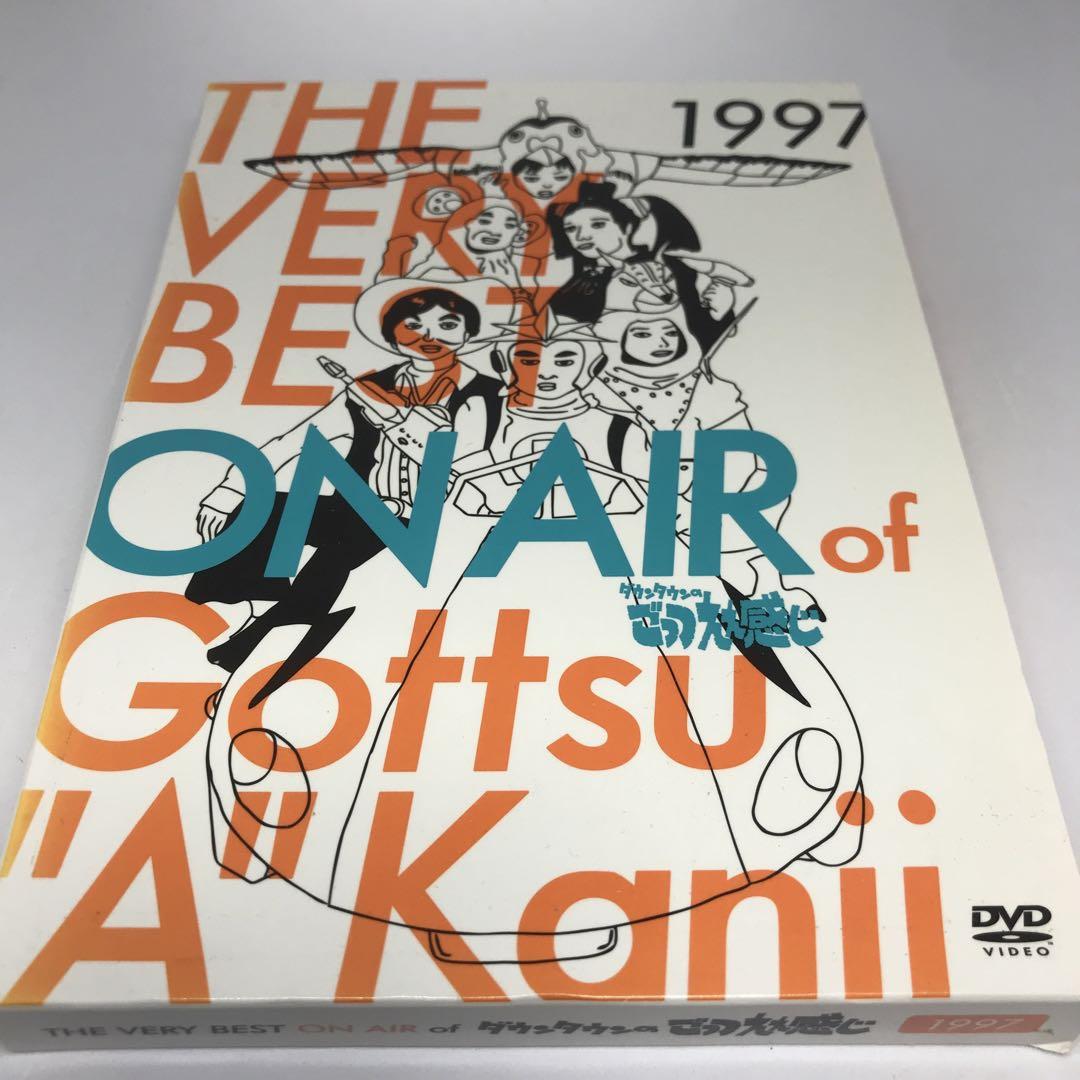 1997
THE
VERY
BEST
ON AIR of
ダウンタウンの
ごっつええ感じ
Gottsu
"A" Kanji
DVD
VIDEO
THE VERY BEST ON AIR of ダウンタウンの ごっつええ感じ 1997